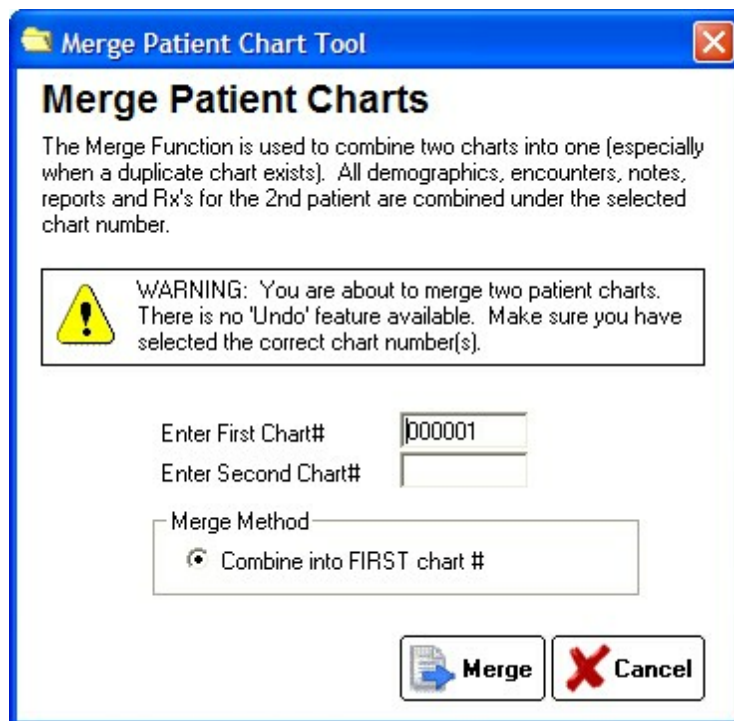 Merge Patient Chart Tool
Merge Patient Charts
The Merge Function is used to combine two charts into one (especially
when a duplicate chart exists).  All demographics, encounters, notes,
reports and Rx's for the 2nd patient are combined under the selected
chart number.
WARNING:  You are about to merge two patient charts.
There is no 'Undo' feature available.  Make sure you have
selected the correct chart number(s).
Enter First Chart# 000001
Enter Second Chart#
Merge Method
Combine into FIRST chart #
Merge Cancel